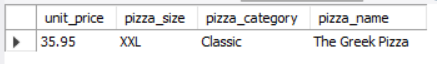 unit_price pizza_size pizza_category pizza_name
35.95 XXL Classic The Greek Pizza